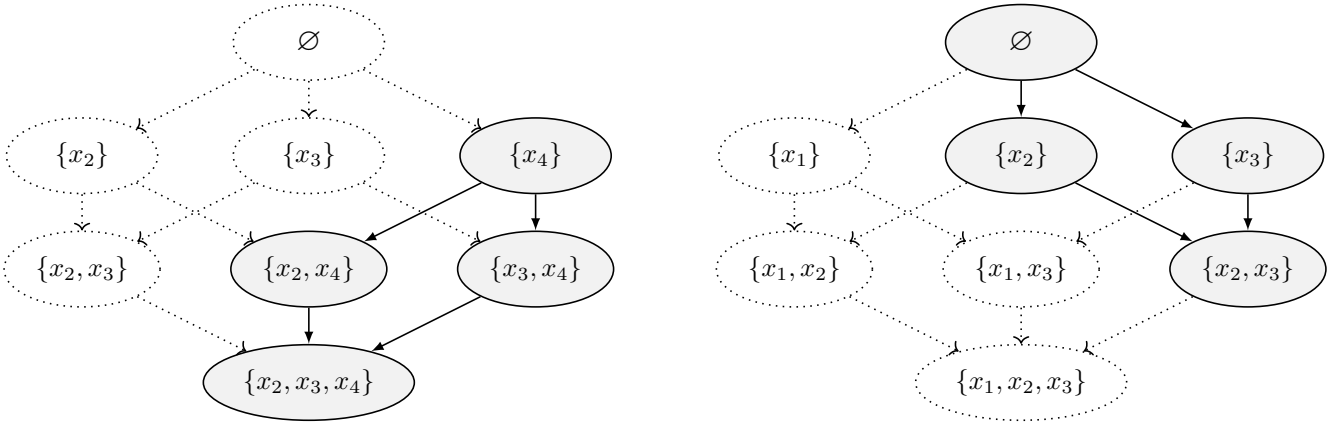 ∅
{x₂} {x₃} {x₄}
{x₂, x₃} {x₂, x₄} {x₃, x₄}
{x₂, x₃, x₄}
∅
{x₁} {x₂} {x₃}
{x₁, x₂} {x₁, x₃} {x₂, x₃}
{x₁, x₂, x₃}